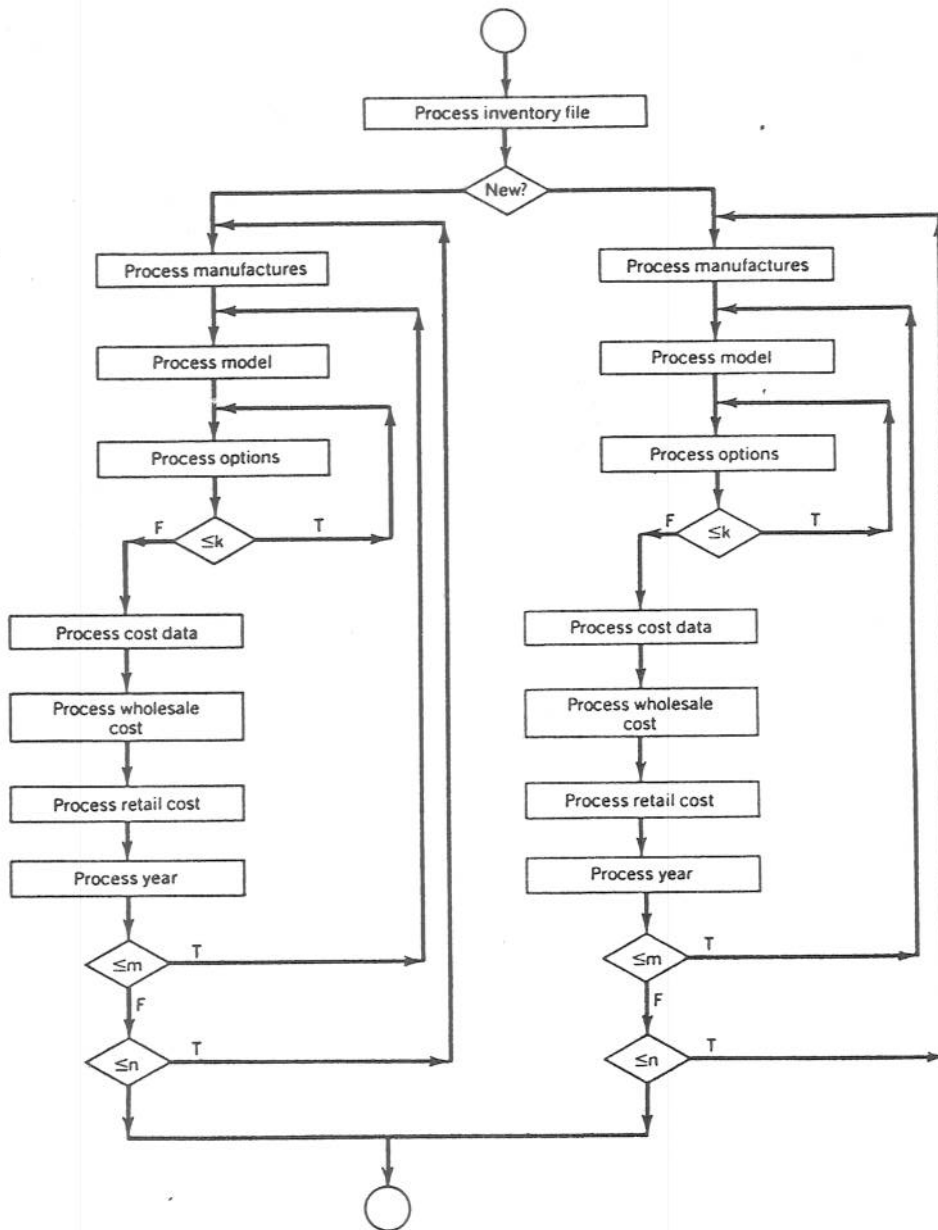 Process inventory file
New?
Process manufactures
Process model
Process options
F
≤k
T
Process cost data
Process wholesale
cost
Process retail cost
Process year
≤m
T
F
≤n
T
Process manufactures
Process model
Process options
F
≤k
T
Process cost data
Process wholesale
cost
Process retail cost
Process year
≤m
T
F
≤n
T